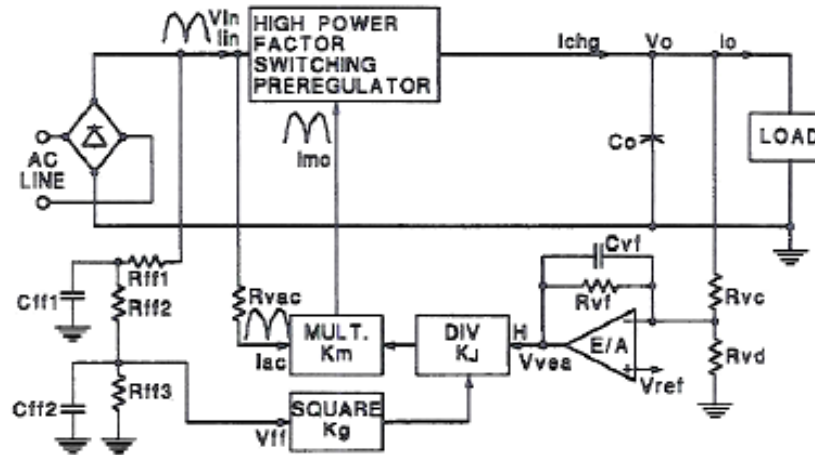 Vin
Iin
HIGH POWER
FACTOR
SWITCHING
PREREGULATOR
Ichg
Vo
Io
AC
LINE
Imo
Co
LOAD
Cff1
Rff1
Rff2
Rvac
Cvf
Rvf
Rvc
Iac
MULT.
Km
DIV
KJ
H
Vvea
E/A
−
+
Vref
Rvd
Cff2
Rff3
Vff
SQUARE
Kg